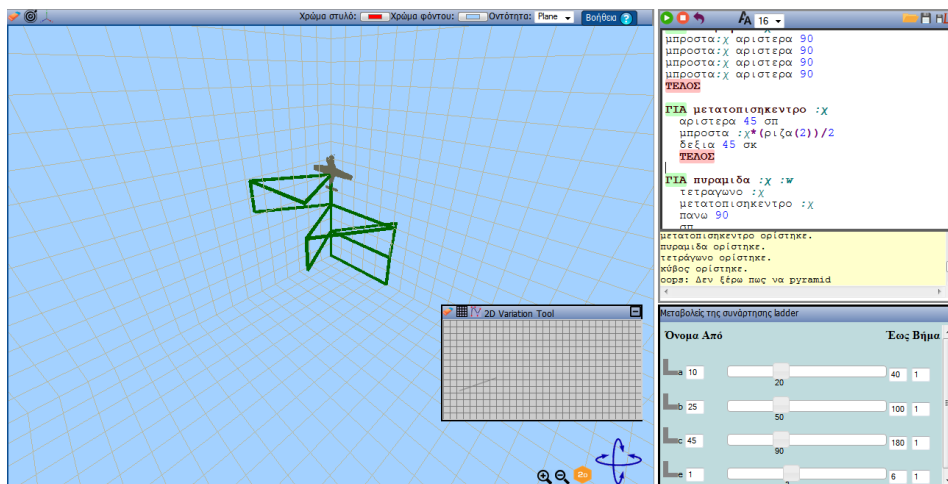 Χρώμα στυλό: Χρώμα φόντου: Οντότητα: Plane Βοήθεια ?
AA 16
μπροστα:χ αριστερα 90
μπροστα:χ αριστερα 90
μπροστα:χ αριστερα 90
μπροστα:χ αριστερα 90
ΤΕΛΟΣ
ΓΙΑ μετατοπισηκεντρο :χ
αριστερα 45 σπ
μπροστα :χ*(ριζα(2))/2
δεξια 45 σκ
ΤΕΛΟΣ
ΓΙΑ πυραμιδα :χ :w
τετραγωνο :χ
μετατοπισηκεντρο :χ
πανω 90
σπ
μετατοπισηκεντρο ορίστηκε.
πυραμιδα ορίστηκε.
τετράγωνο ορίστηκε.
κύβος ορίστηκε.
oops: Δεν ξέρω πως να pyramid
2D Variation Tool
2D
Μεταβολείς της συνάρτησης ladder
Όνομα Από Έως Βήμα
a 10 20 40 1
b 25 50 100 1
c 45 90 180 1
e 1 6 1